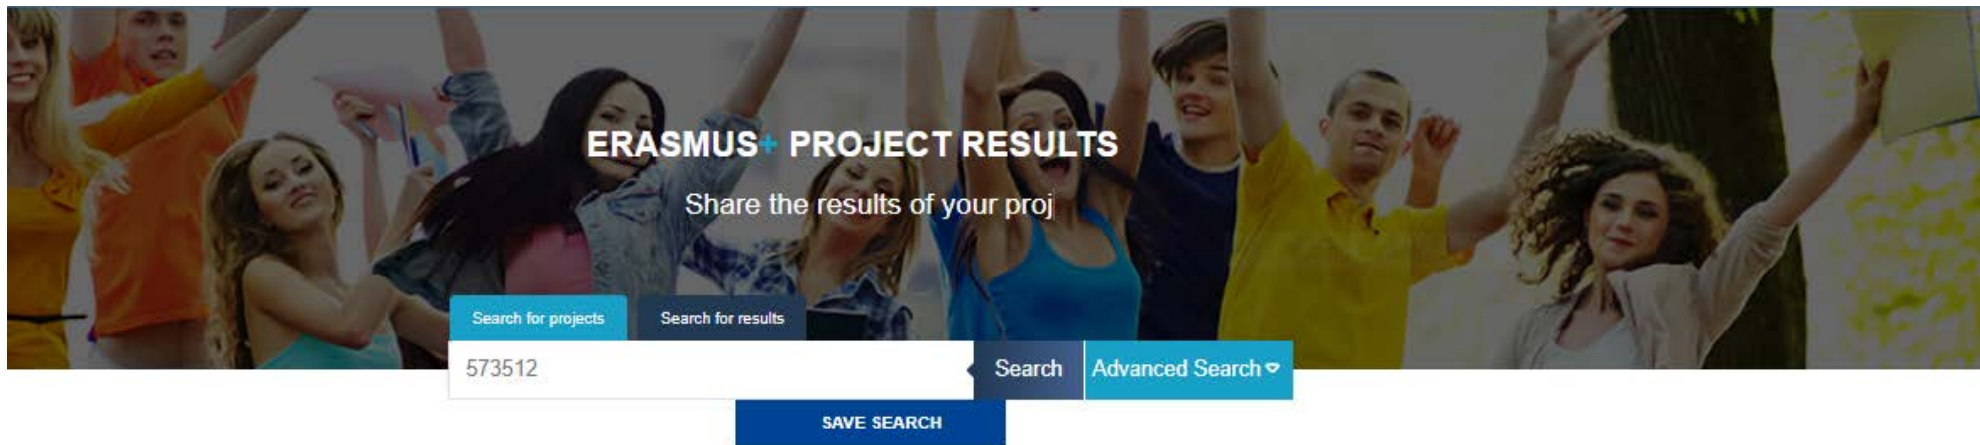 ERASMUS+ PROJECT RESULTS
Share the results of your proj
Search for projects Search for results
573512 Search Advanced Search
SAVE SEARCH